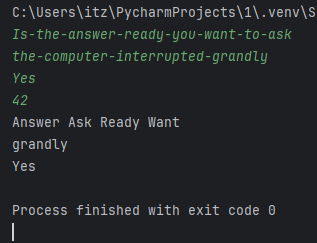 C:\Users\itz\PycharmProjects\1\.venv\S
Is-the-answer-ready-you-want-to-ask
the-computer-interrupted-grandly
Yes
42
Answer Ask Ready Want
grandly
Yes
Process finished with exit code 0